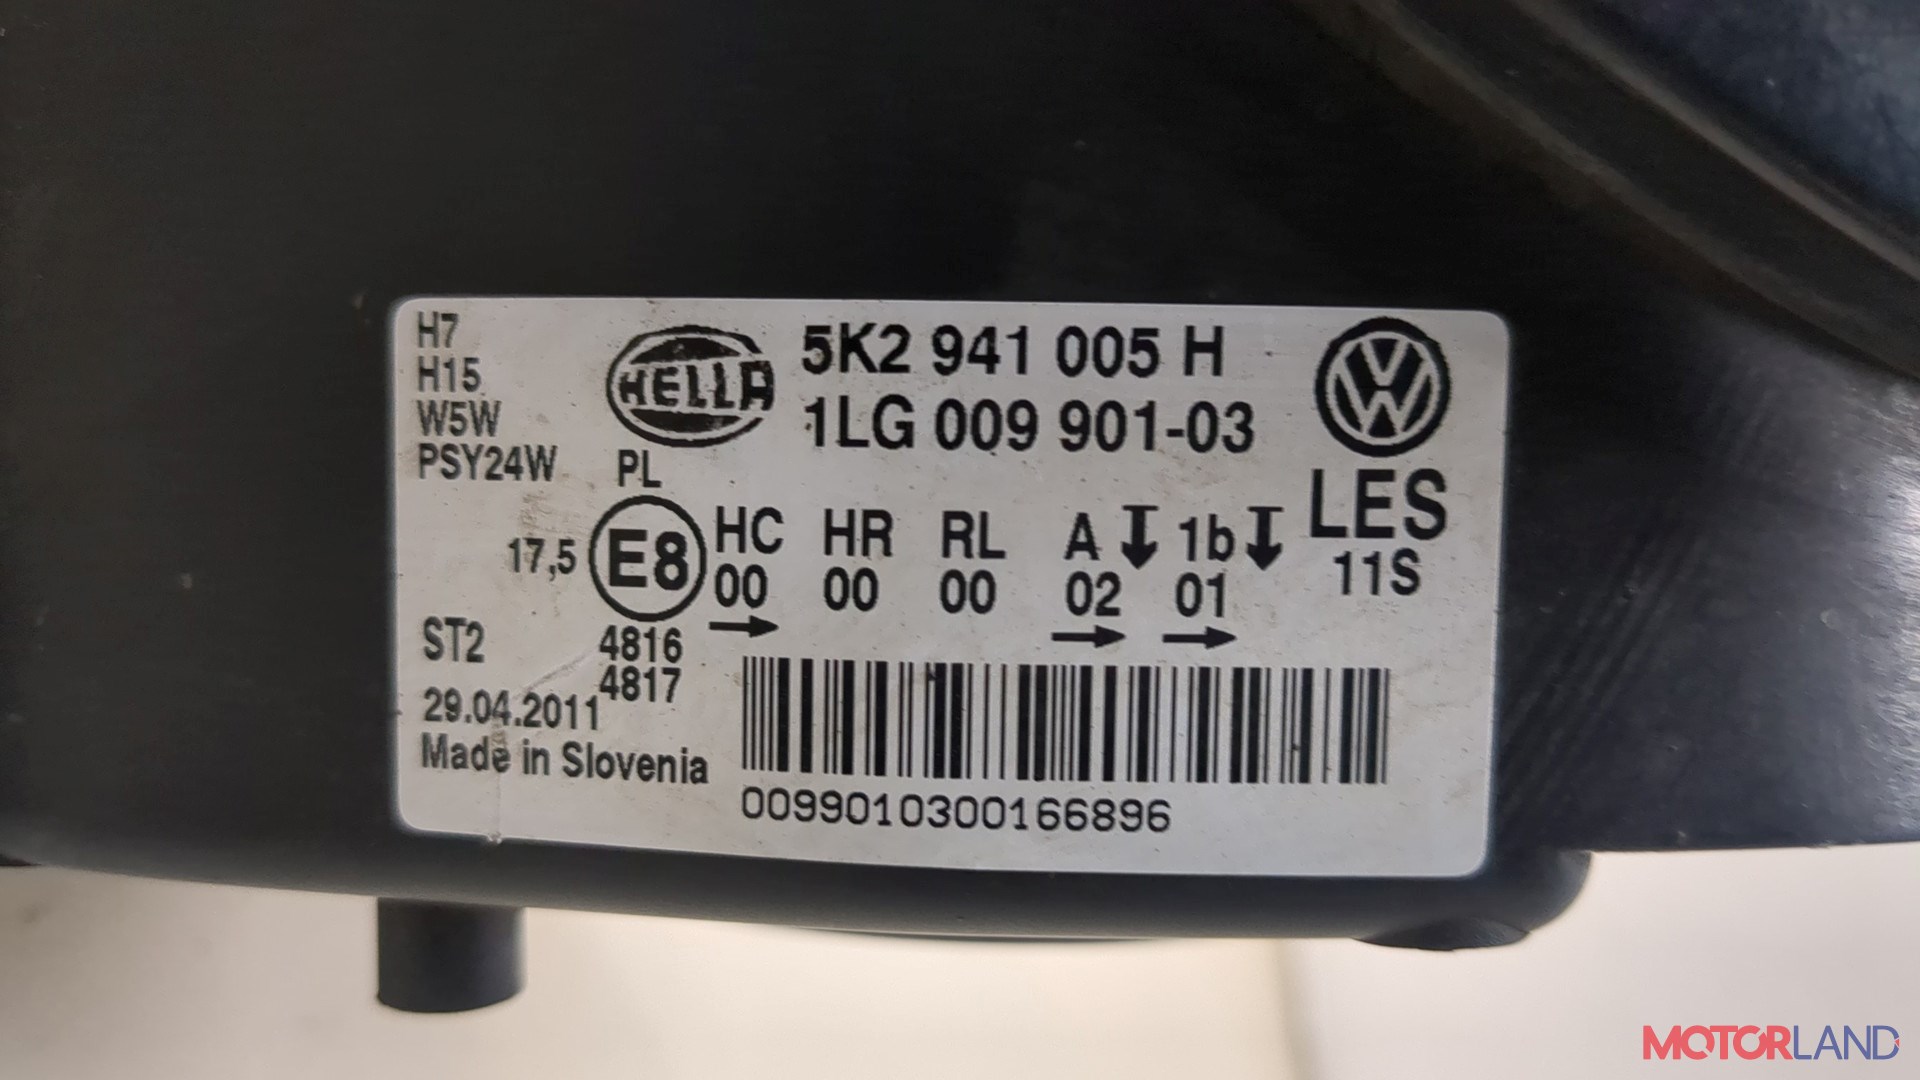 H7
H15
W5W
PSY24W
HELLA
5K2 941 005 H
1LG 009 901-03
PL
17,5 E8
HC HR RL A 1b
00 00 00 02 01
LES
11S
ST2
4816
4817
29.04.2011
Made in Slovenia
0099010300166896
MOTORLAND